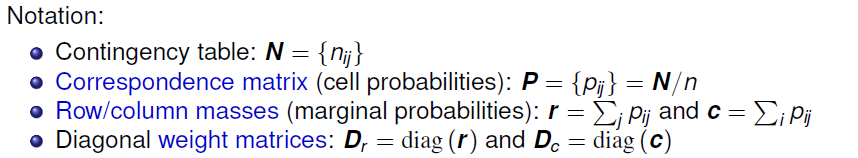 Notation:
Contingency table: N = {nᵢⱼ}
Correspondence matrix (cell probabilities): P = {pᵢⱼ} = N/n
Row/column masses (marginal probabilities): r = ∑ⱼ pᵢⱼ and c = ∑ᵢ pᵢⱼ
Diagonal weight matrices: Dᵣ = diag (r) and D_c = diag (c)